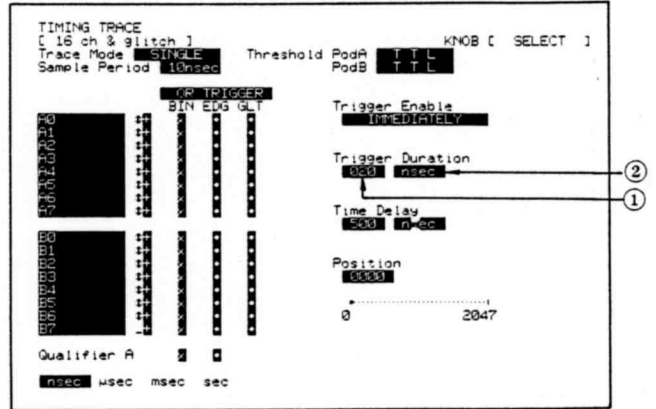 TIMING TRACE
[ 16 ch & glitch ] KNOB [ SELECT ]
Trace Mode SINGLE Threshold PodA T T L
Sample Period 10nsec PodB T T L
OR TRIGGER
BIN EDG GLT
Trigger Enable
IMMEDIATELY
A0
A1
A2
A3
A4
A5
A6
A7
Trigger Duration
020 nsec
②
①
Time Delay
500 nsec
B0
B1
B2
B3
B4
B5
B6
B7
Position
0000
0 2047
Qualifier A
nsec µsec msec sec